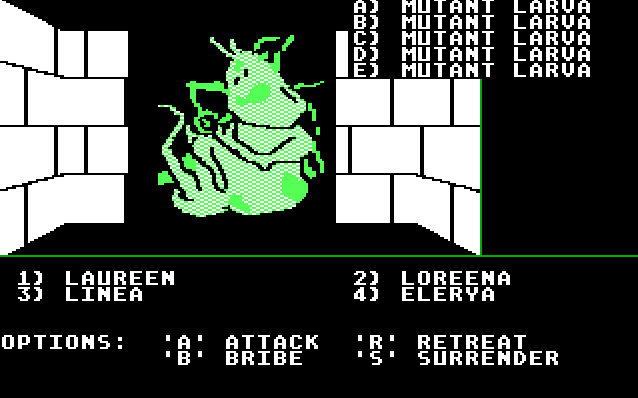 A) MUTANT LARVA
B) MUTANT LARVA
C) MUTANT LARVA
D) MUTANT LARVA
E) MUTANT LARVA
1) LAUREEN 2) LOREENA
3) LINEA 4) ELERYA
OPTIONS: 'A' ATTACK 'R' RETREAT
'B' BRIBE 'S' SURRENDER